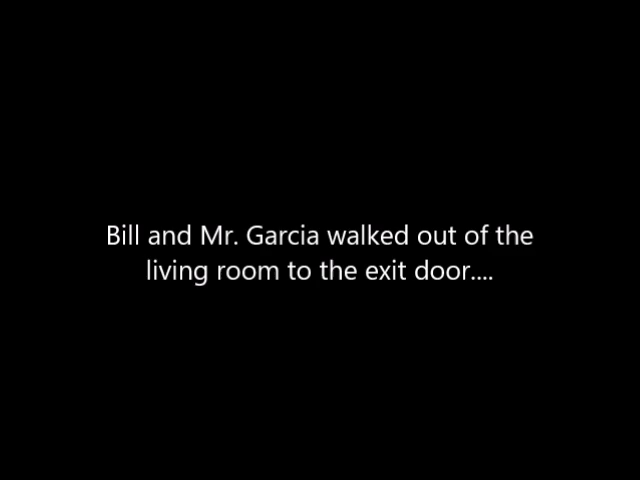 Bill and Mr. Garcia walked out of the
living room to the exit door....